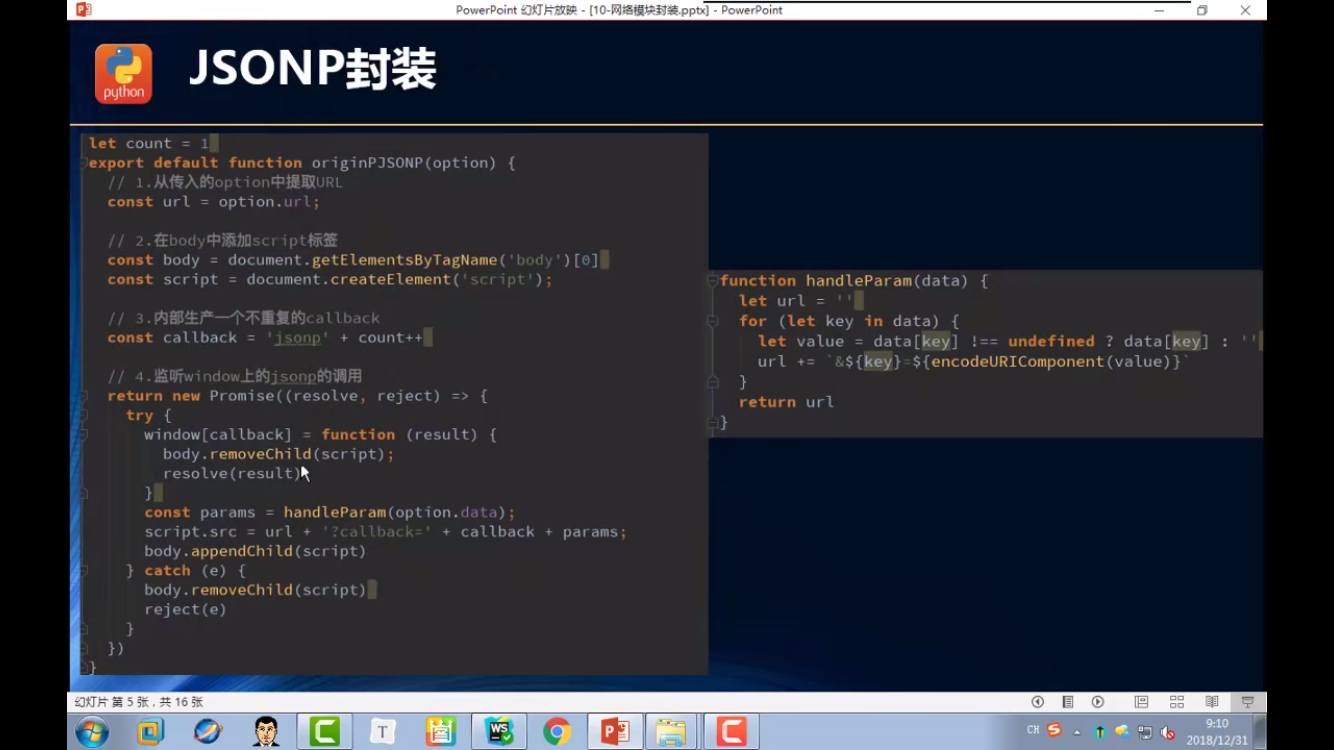 PowerPoint 幻灯片放映 - [10-网络模块封装.pptx] - PowerPoint
python
JSONP封装
let count = 1
export default function originPJSONP(option) {
// 1.从传入的option中提取URL
const url = option.url;
// 2.在body中添加script标签
const body = document.getElementsByTagName('body')[0]
const script = document.createElement('script');
// 3.内部生产一个不重复的callback
const callback = 'jsonp' + count++
// 4.监听window上的jsonp的调用
return new Promise((resolve, reject) => {
try {
window[callback] = function (result) {
body.removeChild(script);
resolve(result)
}
const params = handleParam(option.data);
script.src = url + '?callback=' + callback + params;
body.appendChild(script)
} catch (e) {
body.removeChild(script)
reject(e)
}
})
}
function handleParam(data) {
let url = ''
for (let key in data) {
let value = data[key] !== undefined ? data[key] : ''
url += `&${key}=${encodeURIComponent(value)}`
}
return url
}
幻灯片 第 5 张，共 16 张
T
WS
CH
9:10
2018/12/31